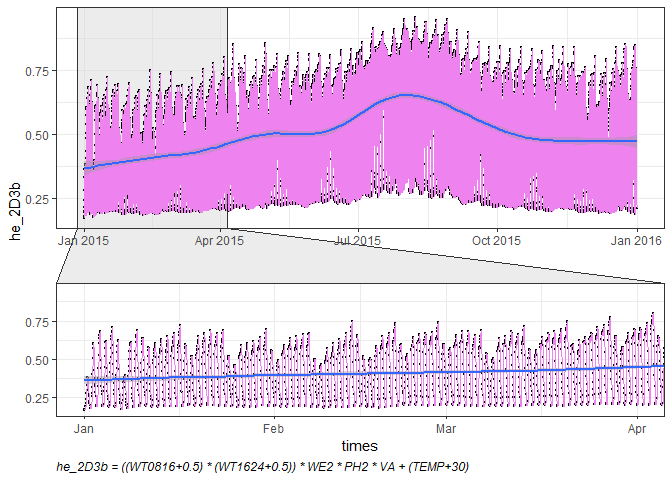 he_2D3b
0.75
0.50
0.25
Jan 2015 Apr 2015 Jul 2015 Oct 2015 Jan 2016
0.75
0.50
0.25
Jan Feb Mar Apr
times
he_2D3b = ((WT0816+0.5) * (WT1624+0.5)) * WE2 * PH2 * VA + (TEMP+30)